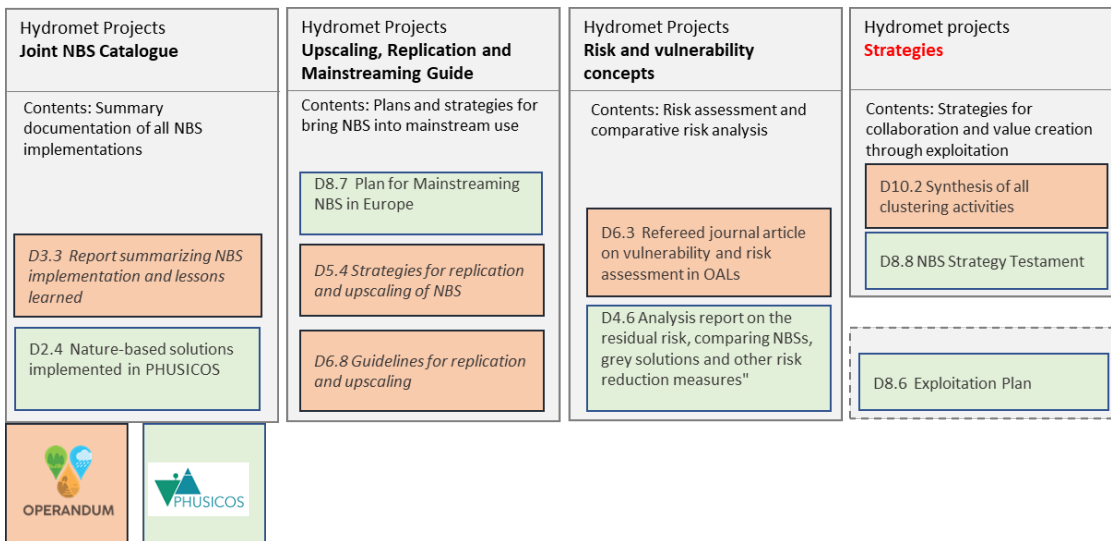 Hydromet Projects
Joint NBS Catalogue
Contents: Summary
documentation of all NBS
implementations
D3.3 Report summarizing NBS
implementation and lessons
learned
D2.4 Nature-based solutions
implemented in PHUSICOS
Hydromet Projects
Upscaling, Replication and
Mainstreaming Guide
Contents: Plans and strategies for
bring NBS into mainstream use
D8.7 Plan for Mainstreaming
NBS in Europe
D5.4 Strategies for replication
and upscaling of NBS
D6.8 Guidelines for replication
and upscaling
Hydromet Projects
Risk and vulnerability
concepts
Contents: Risk assessment and
comparative risk analysis
D6.3 Refereed journal article
on vulnerability and risk
assessment in OALs
D4.6 Analysis report on the
residual risk, comparing NBSs,
grey solutions and other risk
reduction measures"
Hydromet projects
Strategies
Contents: Strategies for
collaboration and value creation
through exploitation
D10.2 Synthesis of all
clustering activities
D8.8 NBS Strategy Testament
D8.6 Exploitation Plan
OPERANDUM
PHUSICOS